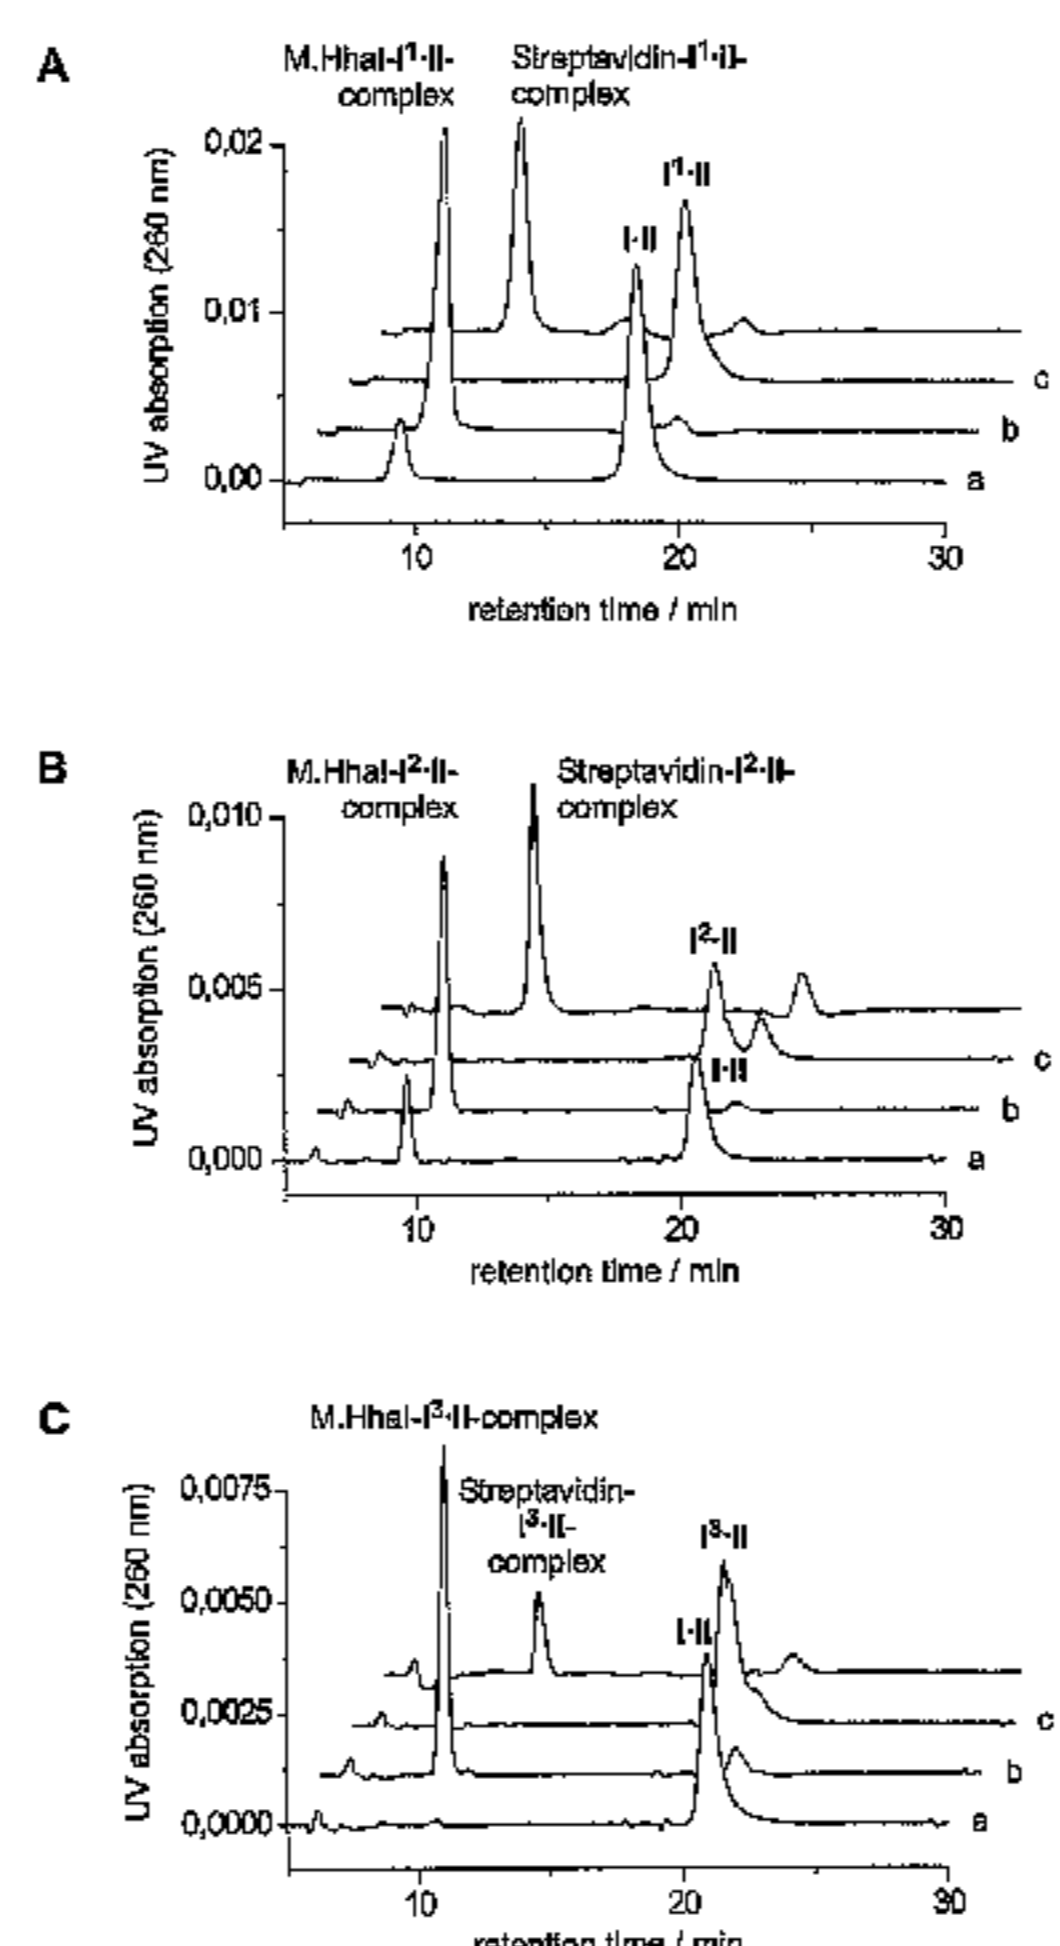 A
M.HhaI-I¹·II-
complex
Streptavidin-I¹·II-
complex
I¹·II
I·II
0,02
0,01
0,00
UV absorption (260 nm)
c
b
a
10
20
30
retention time / min
B
M.HhaI-I²·II-
complex
Streptavidin-I²·II-
complex
I²·II
I·II
0,010
0,005
0,000
UV absorption (260 nm)
c
b
a
10
20
30
retention time / min
C
M.HhaI-I³·II-complex
Streptavidin-
I³·II-
complex
I³·II
I·II
0,0075
0,0050
0,0025
0,0000
UV absorption (260 nm)
c
b
a
10
20
30
retention time / min